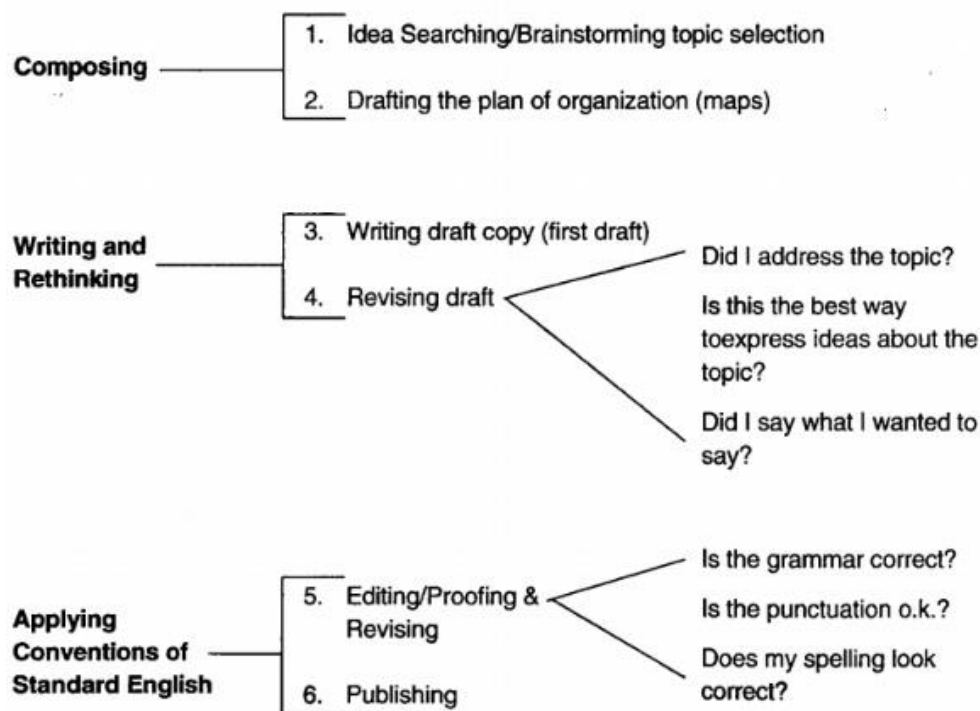 Composing
1. Idea Searching/Brainstorming topic selection
2. Drafting the plan of organization (maps)
Writing and
Rethinking
3. Writing draft copy (first draft)
4. Revising draft
Did I address the topic?
Is this the best way
toexpress ideas about the
topic?
Did I say what I wanted to
say?
Applying
Conventions of
Standard English
5. Editing/Proofing &
Revising
6. Publishing
Is the grammar correct?
Is the punctuation o.k.?
Does my spelling look
correct?